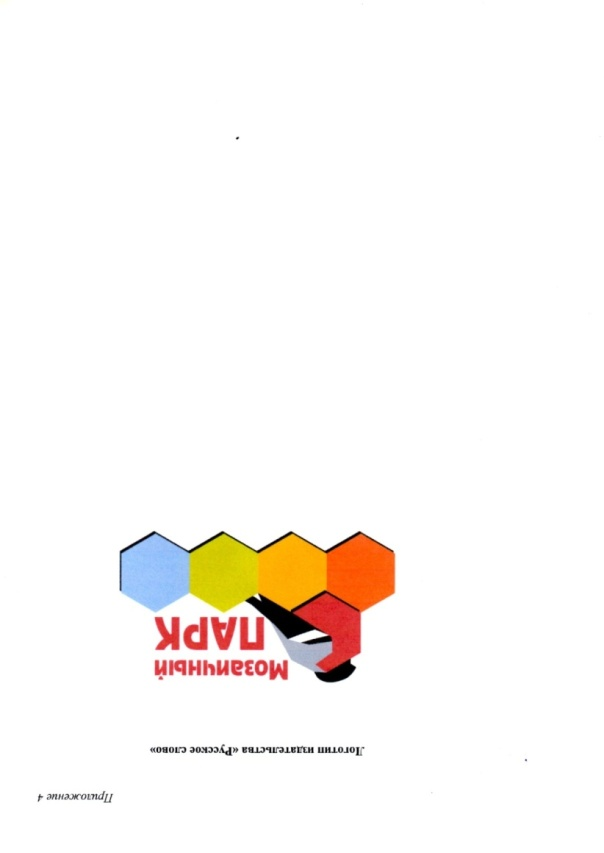 Приложение 4
Логотип издательства «Русское слово»
Мозаичный
ПАРК